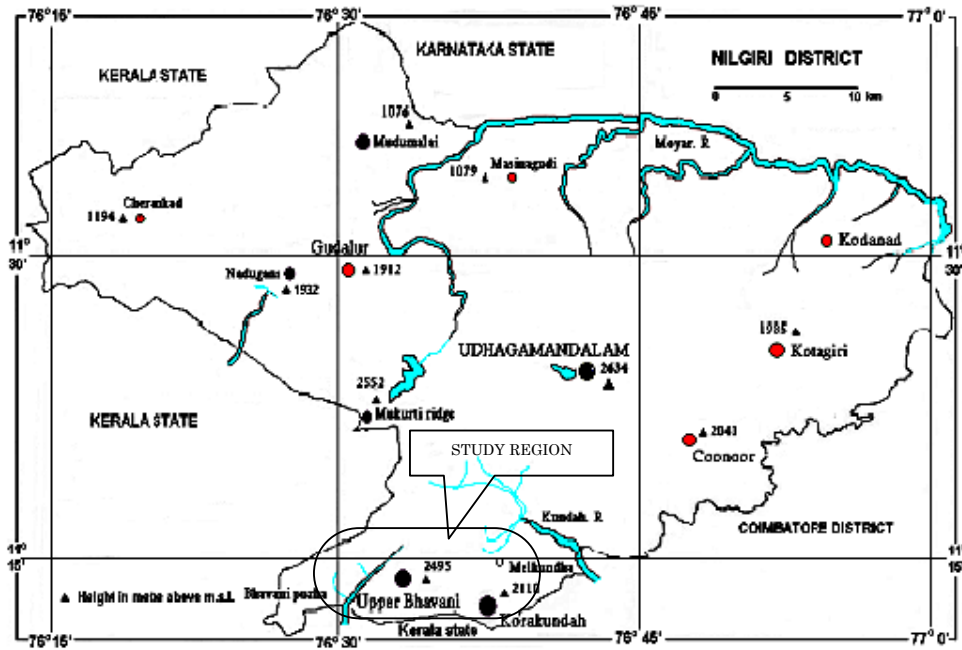 76° 15'
76° 30'
76° 45'
77° 0'
KARNATAKA STATE
NILGIRI DISTRICT
KERALA STATE
0 5 10 km
1074
Mudumalai
Moyar. R
1079
Masinagudi
Cherankad
1194
Gudalur
Kodanad
11°
30'
11°
30'
1912
Nadugani
1932
1985
Kotagiri
UDHAGAMANDALAM
2634
2552
Mukurti ridge
KERALA STATE
2041
Coonoor
STUDY REGION
Kundah. R
COIMBATORE DISTRICT
11°
15'
11°
15'
2495
Melkundha
Height in metre above m.s.l.
Bhavani puzha
Upper Bhavani
2110
Korakundah
Kerala state
76° 15'
76° 30'
76° 45'
77° 0'